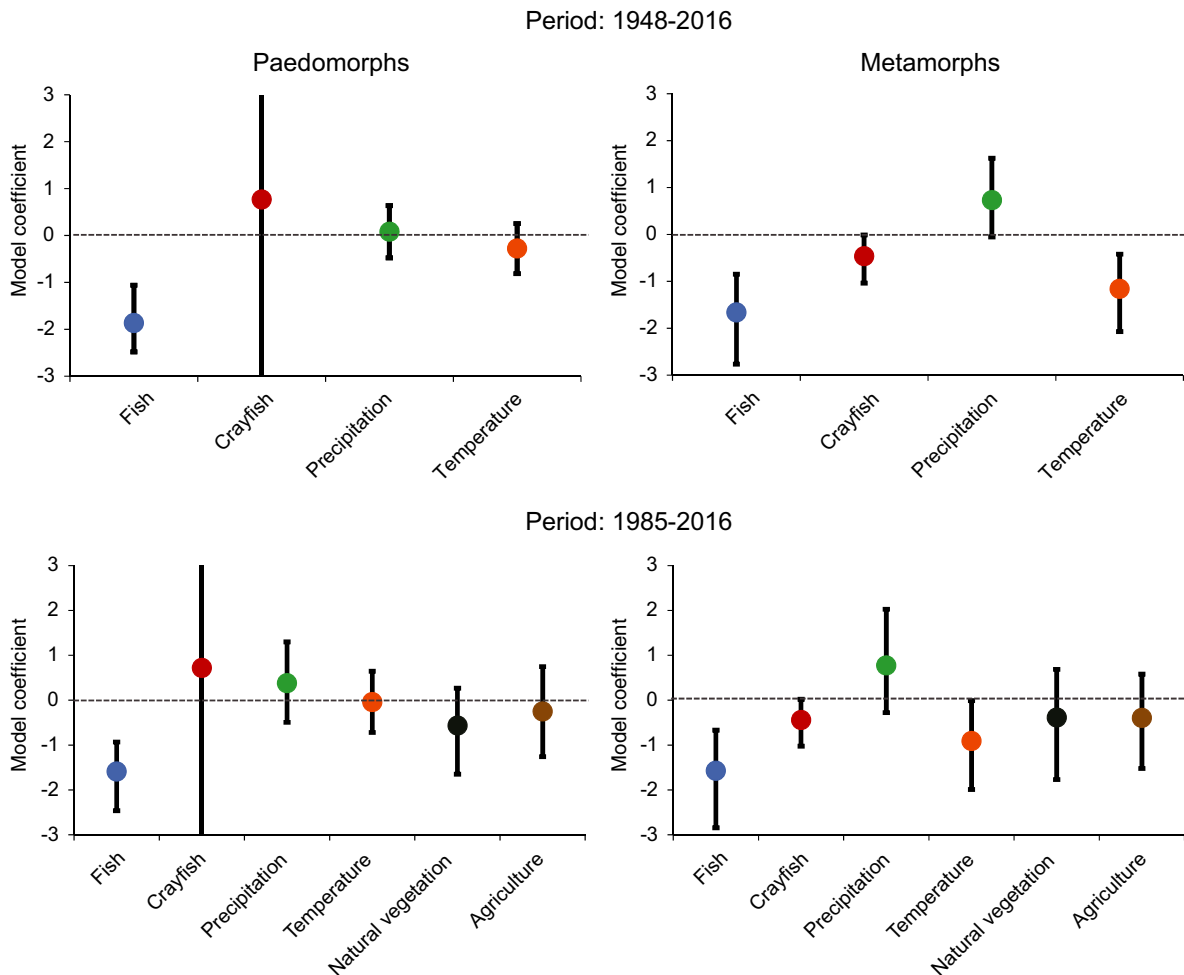 Period: 1948-2016
Paedomorphs
Metamorphs
Model coefficient
3
2
1
0
-1
-2
-3
Fish
Crayfish
Precipitation
Temperature
Model coefficient
3
2
1
0
-1
-2
-3
Fish
Crayfish
Precipitation
Temperature
Period: 1985-2016
Model coefficient
3
2
1
0
-1
-2
-3
Fish
Crayfish
Precipitation
Temperature
Natural vegetation
Agriculture
Model coefficient
3
2
1
0
-1
-2
-3
Fish
Crayfish
Precipitation
Temperature
Natural vegetation
Agriculture